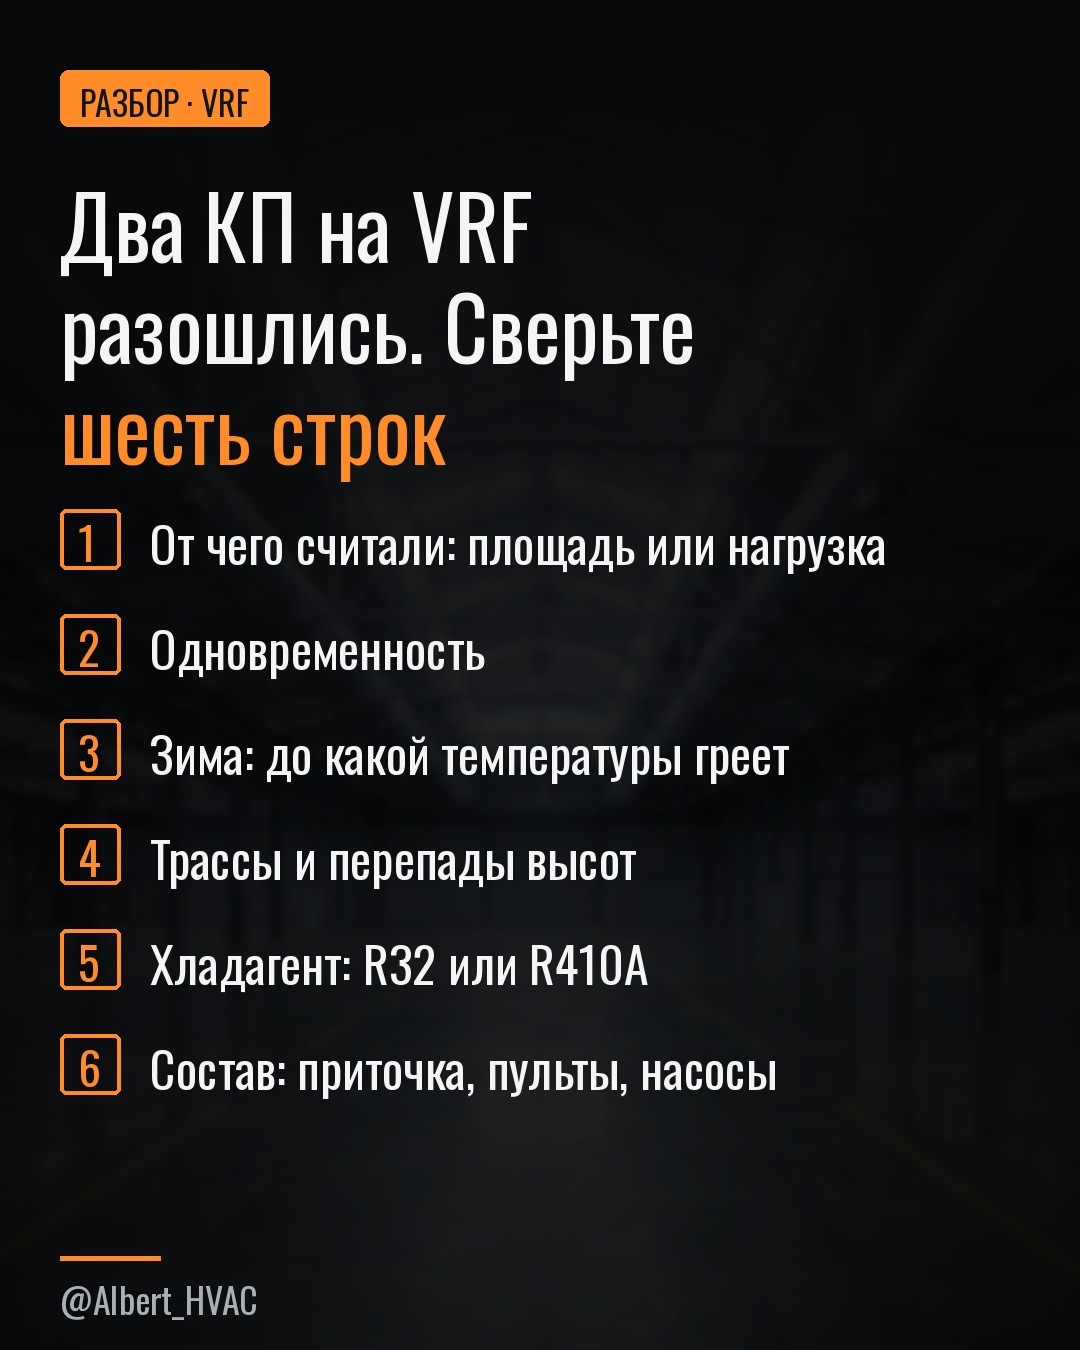 РАЗБОР · VRF
Два КП на VRF
разошлись. Сверьте
шесть строк
1 От чего считали: площадь или нагрузка
2 Одновременность
3 Зима: до какой температуры греет
4 Трассы и перепады высот
5 Хладагент: R32 или R410A
6 Состав: приточка, пульты, насосы
@Albert_HVAC